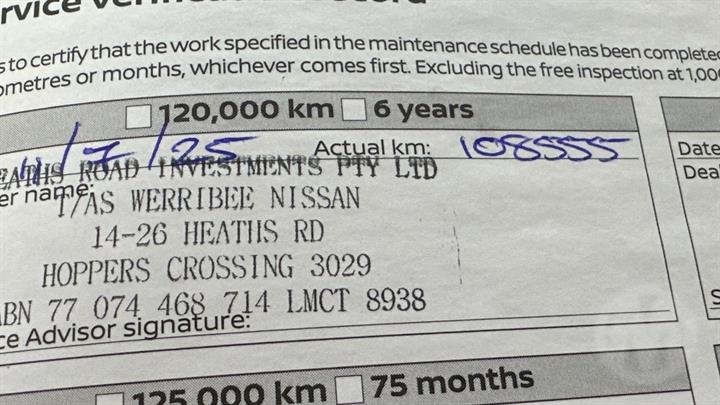 rvice
s to certify that the work specified in the maintenance schedule has been completed
ometres or months, whichever comes first. Excluding the free inspection at 1,00
120,000 km 6 years
/7/25 Actual km: 108555
Date
EATHS ROAD INVESTMENTS PTY LTD
Dea
er name:
T/AS WERRIBEE NISSAN
14-26 HEATHS RD
HOPPERS CROSSING 3029
ABN 77 074 468 714 LMCT 8938
ce Advisor signature:
S
125,000 km 75 months